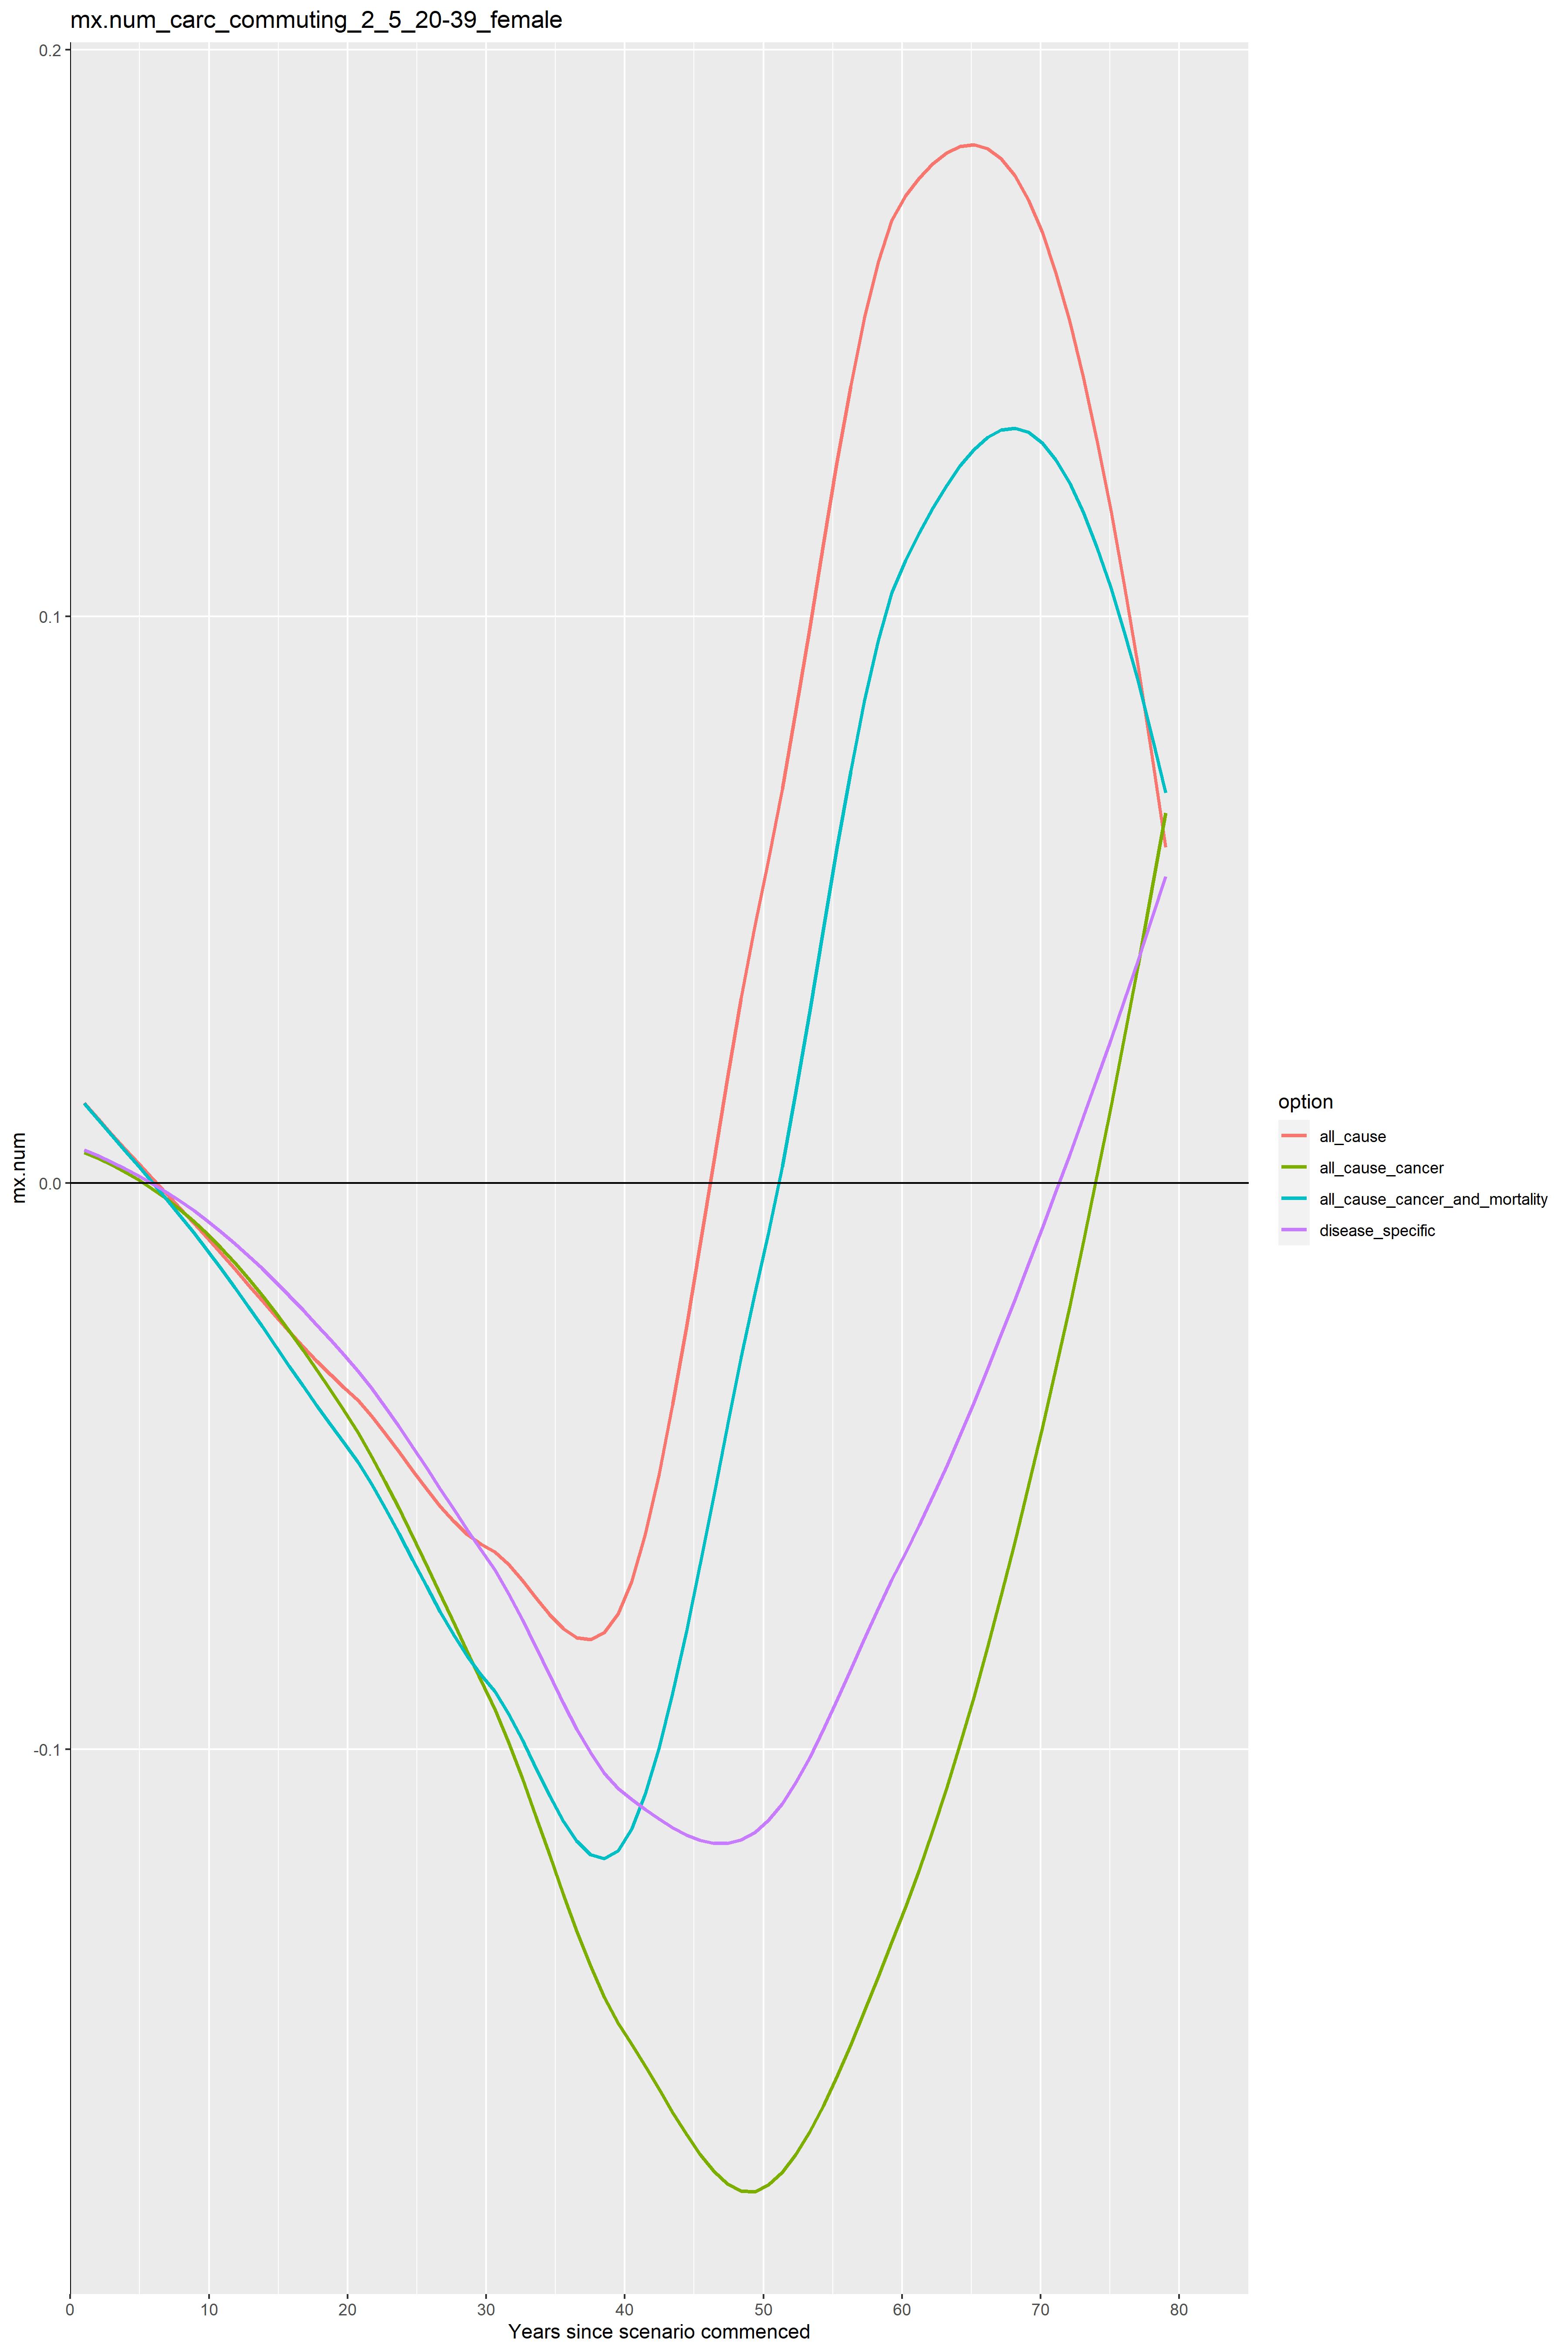 mx.num_carc_commuting_2_5_20-39_female
0.2
0.1
0.0
-0.1
mx.num
0 10 20 30 40 50 60 70 80
Years since scenario commenced
option
all_cause
all_cause_cancer
all_cause_cancer_and_mortality
disease_specific